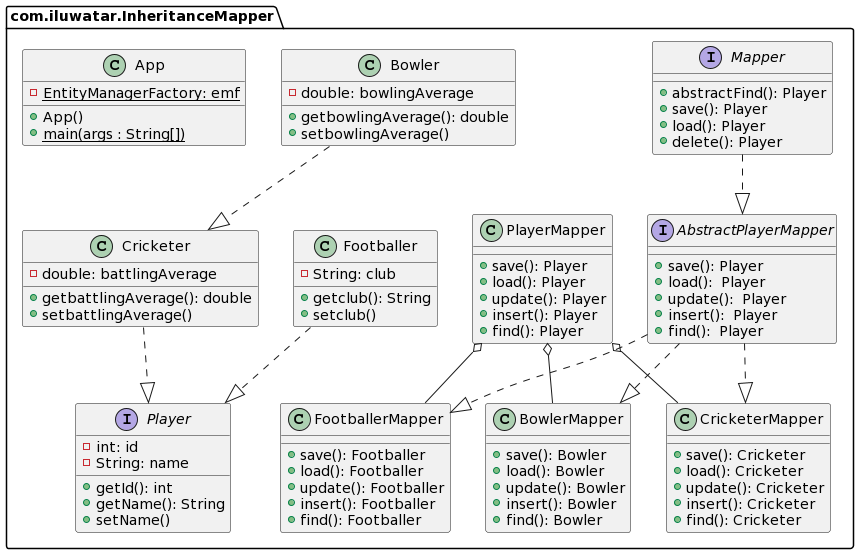 com.iluwatar.InheritanceMapper
C App
EntityManagerFactory: emf
App()
main(args : String[])
C Bowler
double: bowlingAverage
getbowlingAverage(): double
setbowlingAverage()
I Mapper
abstractFind(): Player
save(): Player
load(): Player
delete(): Player
C Cricketer
double: battlingAverage
getbattlingAverage(): double
setbattlingAverage()
C Footballer
String: club
getclub(): String
setclub()
C PlayerMapper
save(): Player
load(): Player
update(): Player
insert(): Player
find(): Player
I AbstractPlayerMapper
save(): Player
load():  Player
update():  Player
insert():  Player
find():  Player
I Player
int: id
String: name
getId(): int
getName(): String
setName()
C FootballerMapper
save(): Footballer
load(): Footballer
update(): Footballer
insert(): Footballer
find(): Footballer
C BowlerMapper
save(): Bowler
load(): Bowler
update(): Bowler
insert(): Bowler
find(): Bowler
C CricketerMapper
save(): Cricketer
load(): Cricketer
update(): Cricketer
insert(): Cricketer
find(): Cricketer